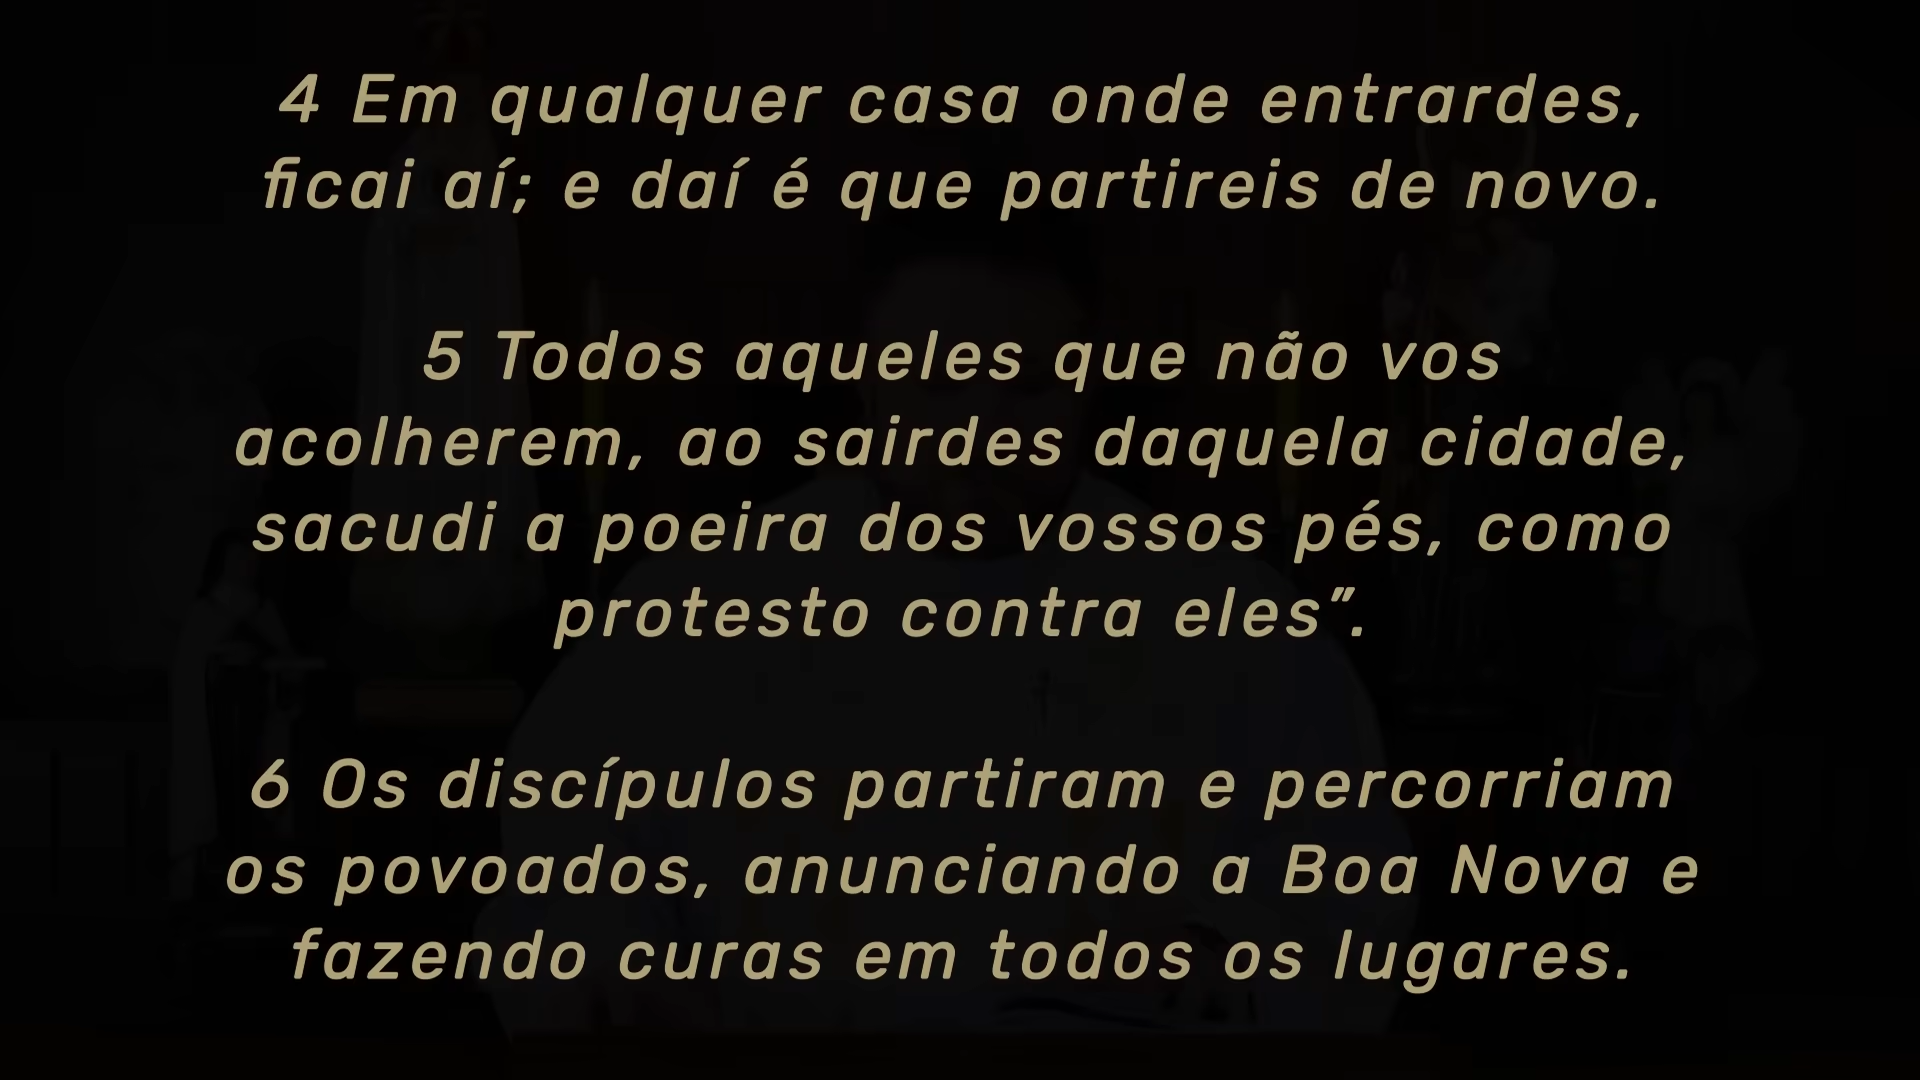 4 Em qualquer casa onde entrardes,
ficai aí; e daí é que partireis de novo.
5 Todos aqueles que não vos
acolherem, ao sairdes daquela cidade,
sacudi a poeira dos vossos pés, como
protesto contra eles”.
6 Os discípulos partiram e percorriam
os povoados, anunciando a Boa Nova e
fazendo curas em todos os lugares.